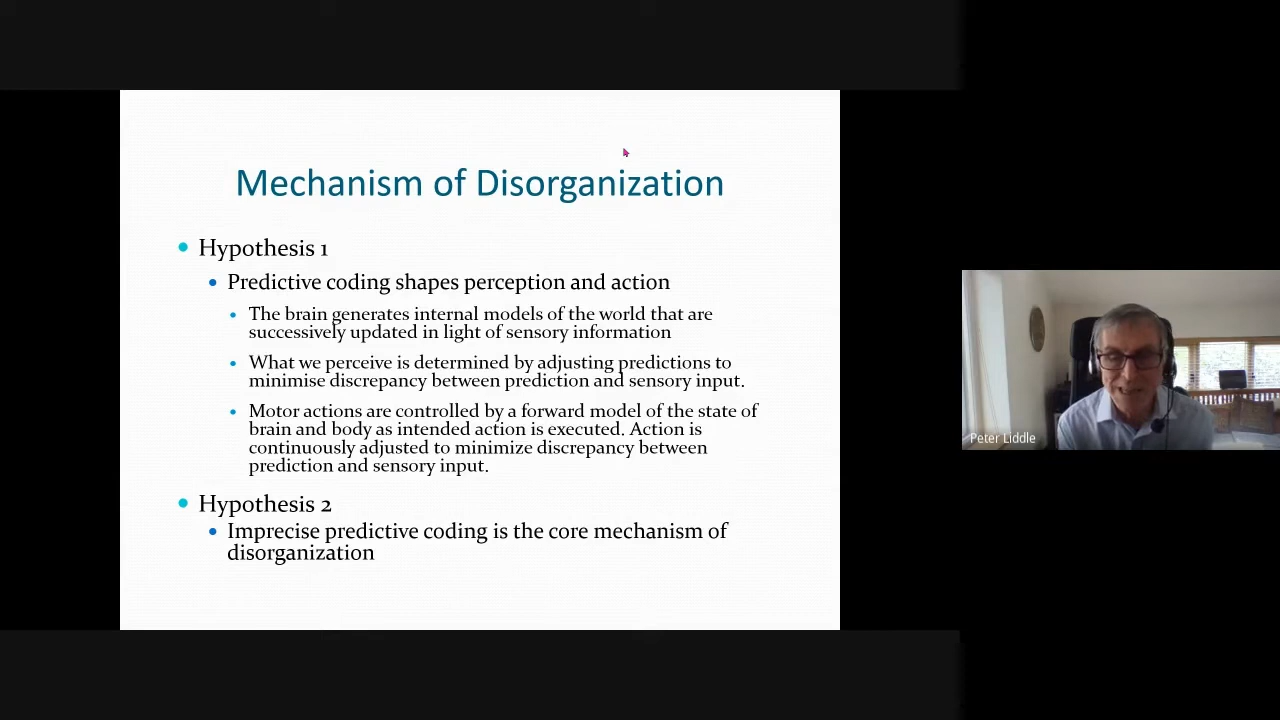 Mechanism of Disorganization
Hypothesis 1
Predictive coding shapes perception and action
The brain generates internal models of the world that are
successively updated in light of sensory information
What we perceive is determined by adjusting predictions to
minimise discrepancy between prediction and sensory input.
Motor actions are controlled by a forward model of the state of
brain and body as intended action is executed. Action is
continuously adjusted to minimize discrepancy between
prediction and sensory input.
Hypothesis 2
Imprecise predictive coding is the core mechanism of
disorganization
Peter Liddle